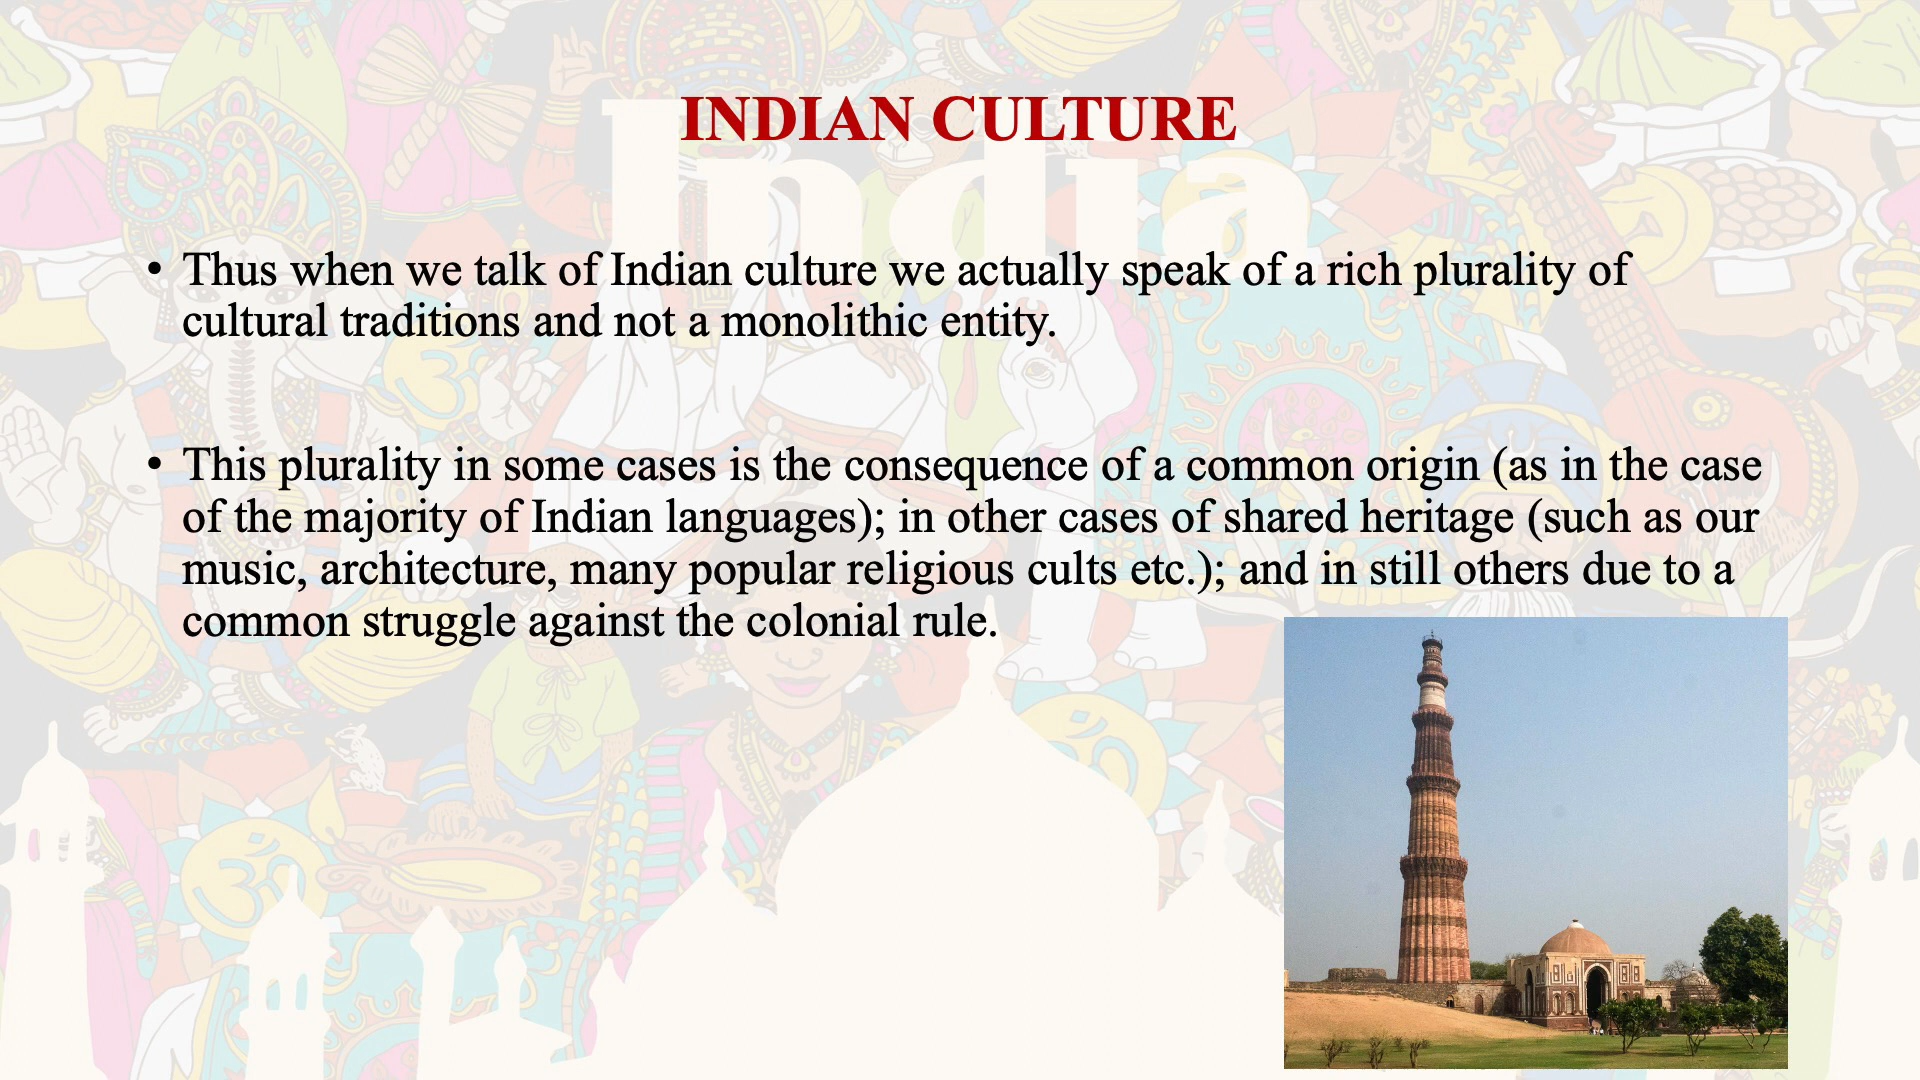 INDIAN CULTURE
India
• Thus when we talk of Indian culture we actually speak of a rich plurality of
cultural traditions and not a monolithic entity.
• This plurality in some cases is the consequence of a common origin (as in the case
of the majority of Indian languages); in other cases of shared heritage (such as our
music, architecture, many popular religious cults etc.); and in still others due to a
common struggle against the colonial rule.